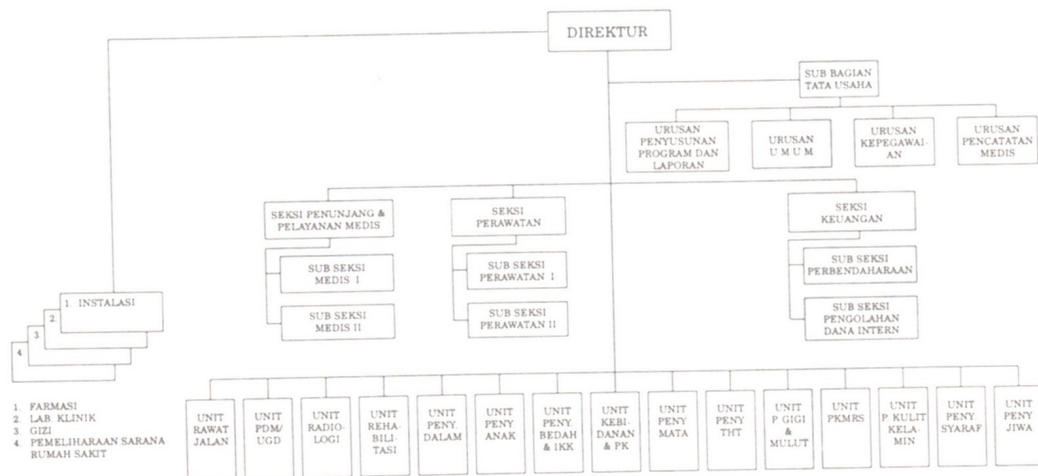 DIREKTUR
SUB BAGIAN
TATA USAHA
URUSAN
PENYUSUNAN
PROGRAM DAN
LAPORAN
URUSAN
U M U M
URUSAN
KEPEGAWAI-
AN
URUSAN
PENCATATAN
MEDIS
SEKSI PENUNJANG &
PELAYANAN MEDIS
SEKSI
PERAWATAN
SEKSI
KEUANGAN
SUB SEKSI
MEDIS I
SUB SEKSI
PERAWATAN I
SUB SEKSI
PERBENDAHARAAN
SUB SEKSI
MEDIS II
SUB SEKSI
PERAWATAN II
SUB SEKSI
PENGOLAHAN
DANA INTERN
1. INSTALASI
2.
3
4
1. FARMASI
2. LAB. KLINIK
3. GIZI
4. PEMELIHARAAN SARANA
RUMAH SAKIT
UNIT
RAWAT
JALAN
UNIT
PDM/
UGD
UNIT
RADIO-
LOGI
UNIT
REHA-
BILI-
TASI
UNIT
PENY.
DALAM
UNIT
PENY
ANAK
UNIT
PENY.
BEDAH
& IKK
UNIT
KEBI-
DANAN
& PK
UNIT
PENY
MATA
UNIT
PENY
THT
UNIT
P GIGI
&
MULUT
UNIT
PKMRS
UNIT
P. KULIT
KELA-
MIN
UNIT
PENY.
SYARAF
UNIT
PENY
JIWA